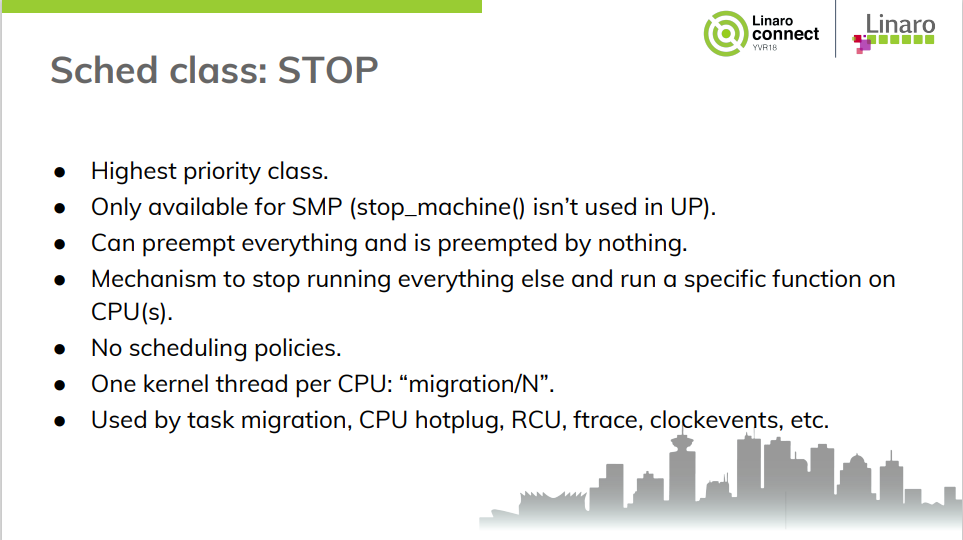 Linaro
connect
YVR18
Linaro
Sched class: STOP
● Highest priority class.
● Only available for SMP (stop_machine() isn’t used in UP).
● Can preempt everything and is preempted by nothing.
● Mechanism to stop running everything else and run a specific function on
CPU(s).
● No scheduling policies.
● One kernel thread per CPU: “migration/N”.
● Used by task migration, CPU hotplug, RCU, ftrace, clockevents, etc.